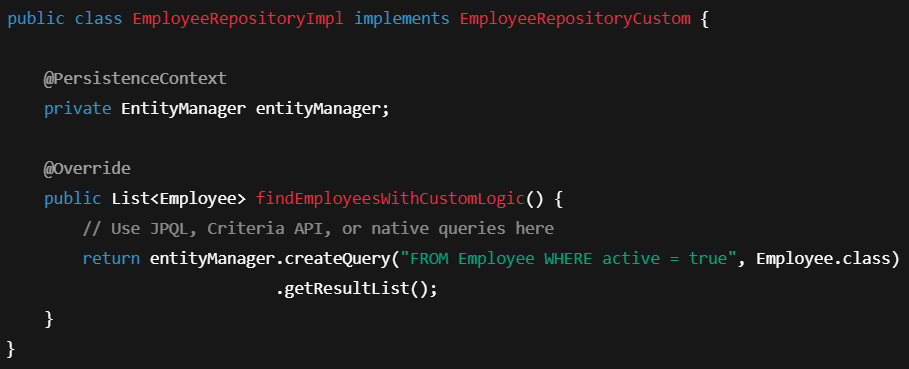 public class EmployeeRepositoryImpl implements EmployeeRepositoryCustom {
@PersistenceContext
private EntityManager entityManager;
@Override
public List<Employee> findEmployeesWithCustomLogic() {
// Use JPQL, Criteria API, or native queries here
return entityManager.createQuery("FROM Employee WHERE active = true", Employee.class)
.getResultList();
}
}